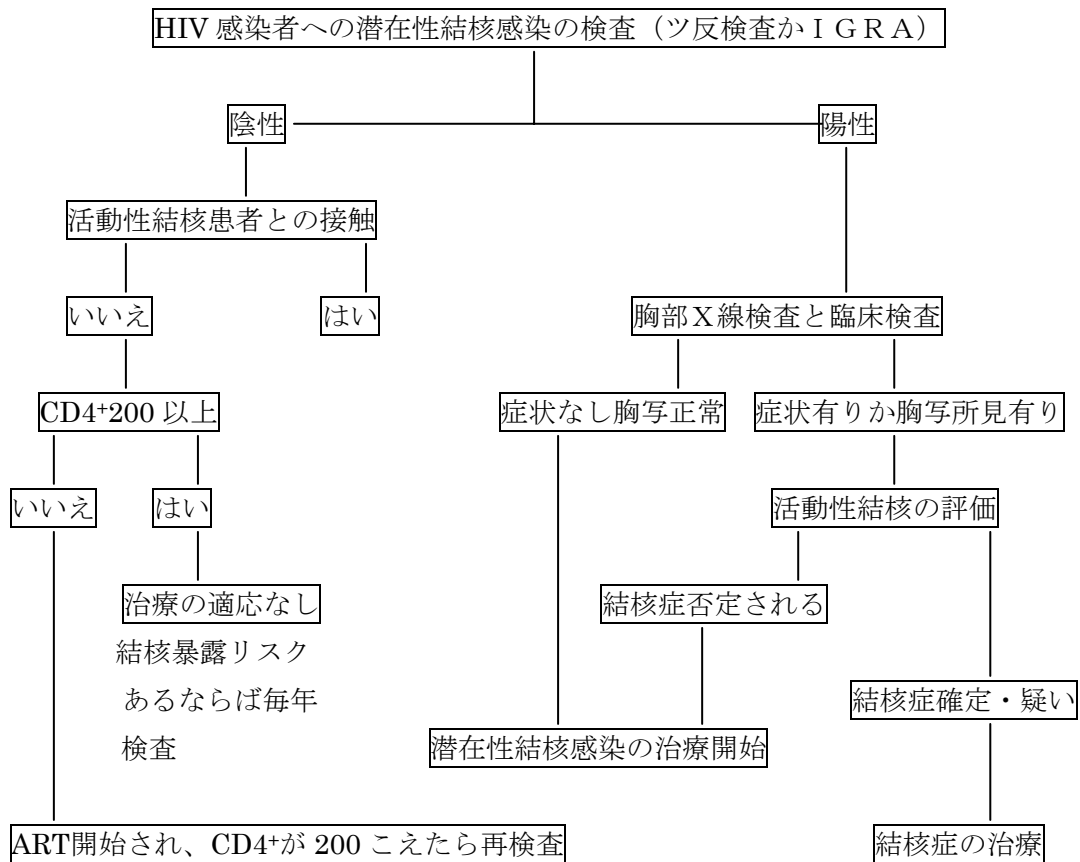 HIV 感染者への潜在性結核感染の検査（ツ反検査かＩＧＲＡ）
陰性
陽性
活動性結核患者との接触
いいえ
はい
胸部Ｘ線検査と臨床検査
CD4⁺200 以上
症状なし胸写正常
症状有りか胸写所見有り
いいえ
はい
活動性結核の評価
治療の適応なし
結核症否定される
結核暴露リスク
あるならば毎年
検査
結核症確定・疑い
潜在性結核感染の治療開始
ART開始され、CD4⁺が 200 こえたら再検査
結核症の治療